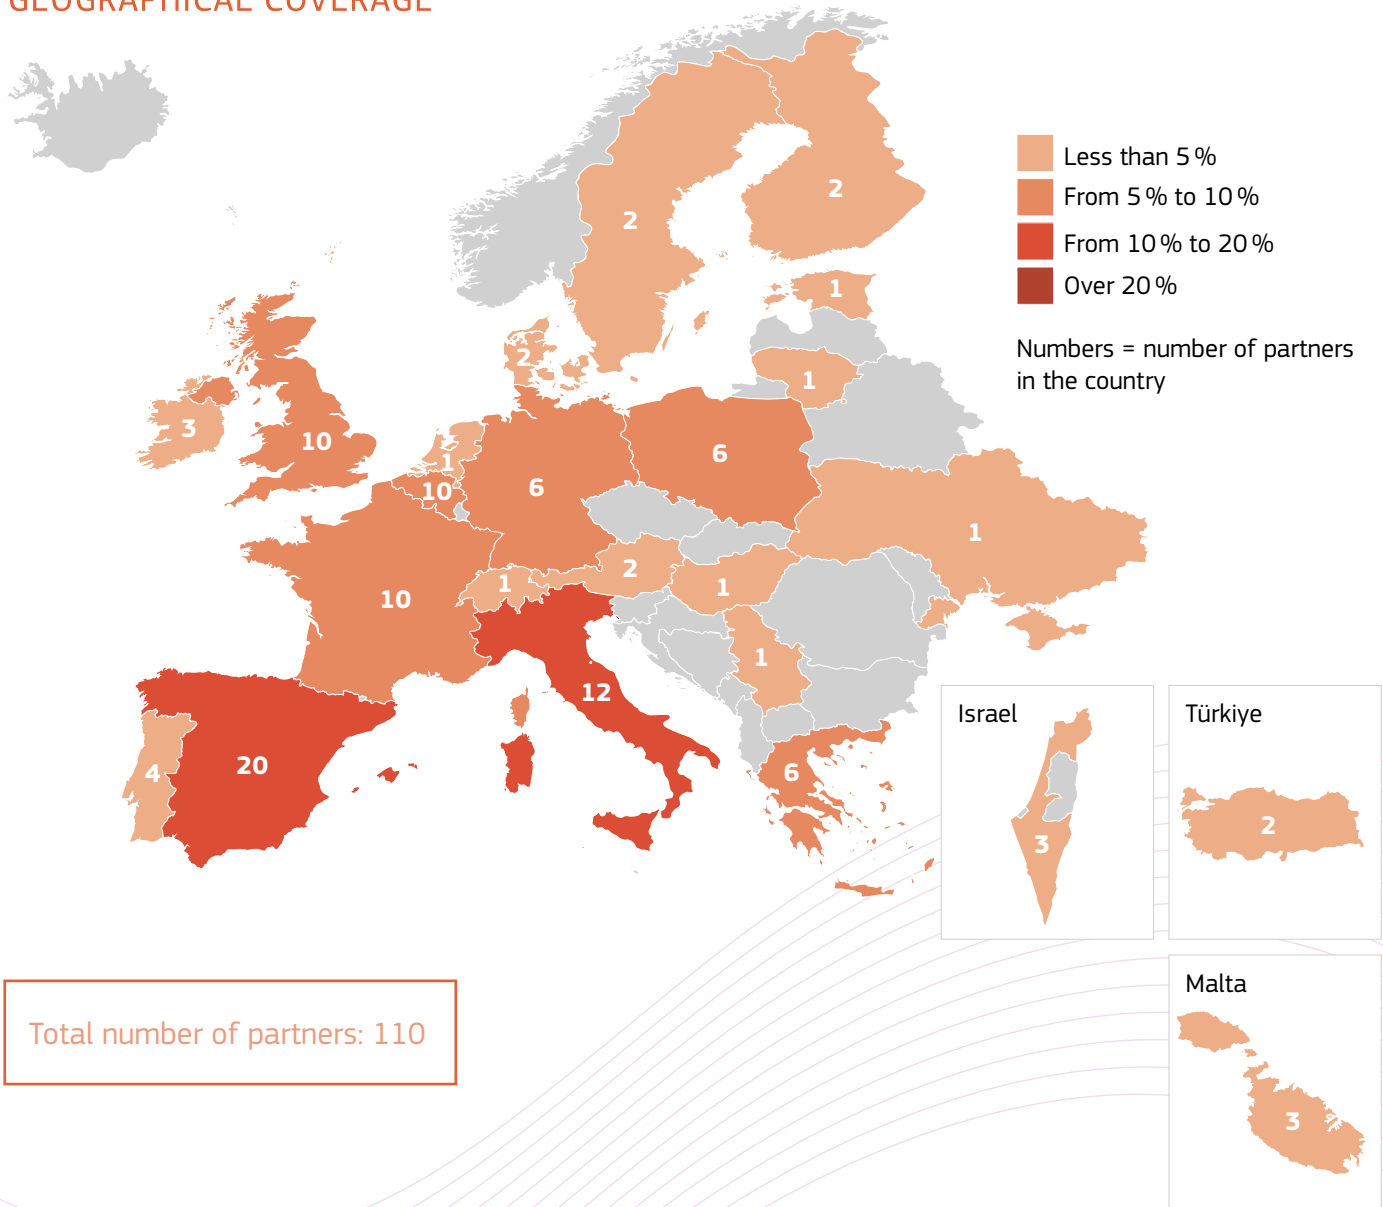 GEOGRAPHICAL COVERAGE
Less than 5 %
From 5 % to 10 %
From 10 % to 20 %
Over 20 %
Numbers = number of partners
in the country
2
2
1
2
1
3
10
1
10
6
6
1
10
1
2
1
1
12
4
20
6
Israel
3
Türkiye
2
Malta
3
Total number of partners: 110